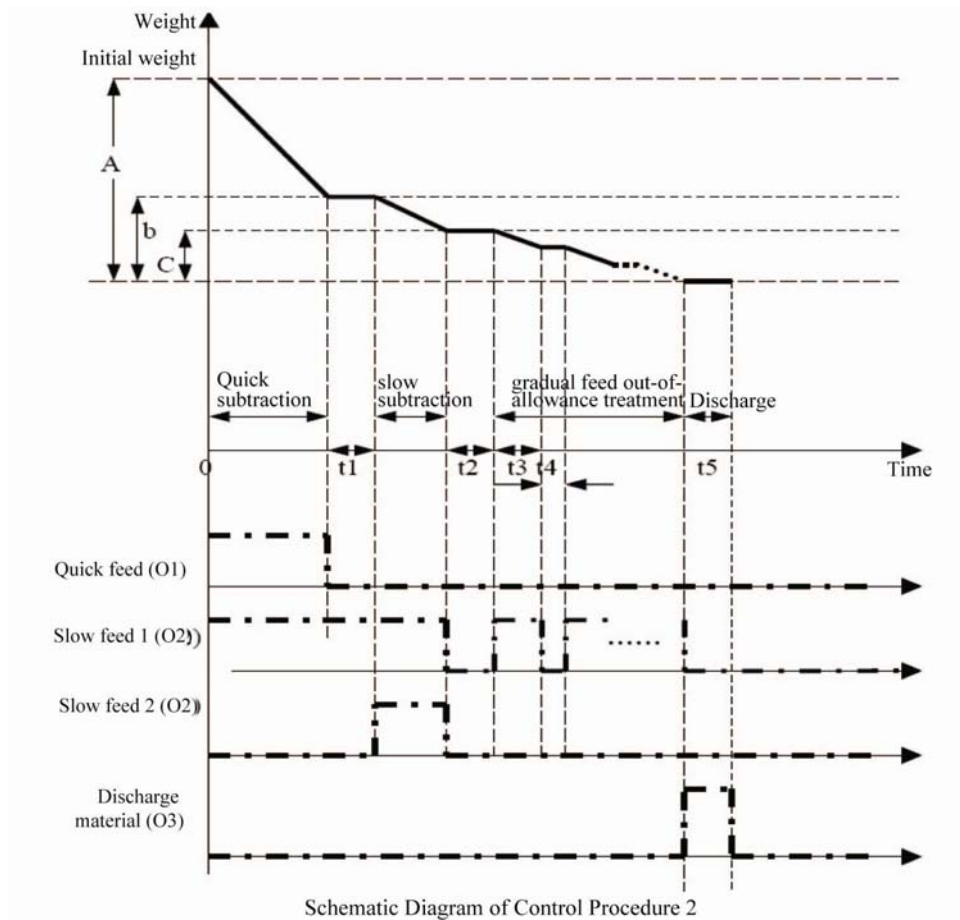 Weight
Initial weight
A
b
C
Quick
subtraction
slow
subtraction
gradual feed out-of-
allowance treatment
Discharge
0
t1
t2
t3
t4
t5
Time
Quick feed (O1)
Slow feed 1 (O2))
Slow feed 2 (O2))
Discharge
material (O3)
Schematic Diagram of Control Procedure 2